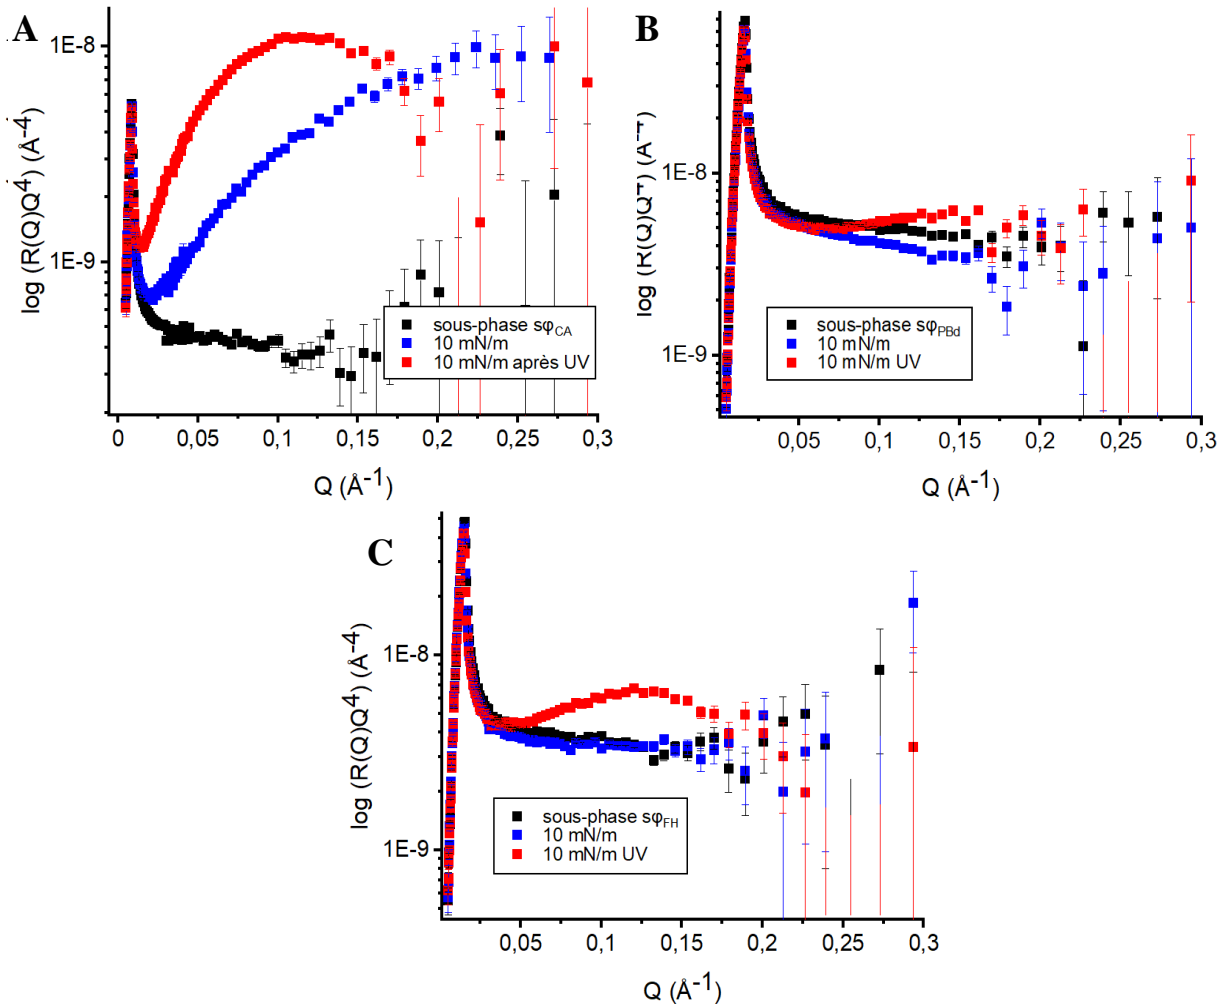 A
1E-8
1E-9
log (R(Q)Q⁴) (Å⁻⁴)
sous-phase sφCA
10 mN/m
10 mN/m après UV
0 0,05 0,1 0,15 0,2 0,25 0,3
Q (Å⁻¹)
B
1E-8
1E-9
log (R(Q)Q⁴) (Å⁻⁴)
sous-phase sφPBd
10 mN/m
10 mN/m UV
0,05 0,1 0,15 0,2 0,25 0,3
Q (Å⁻¹)
C
1E-8
1E-9
log (R(Q)Q⁴) (Å⁻⁴)
sous-phase sφFH
10 mN/m
10 mN/m UV
0,05 0,1 0,15 0,2 0,25 0,3
Q (Å⁻¹)